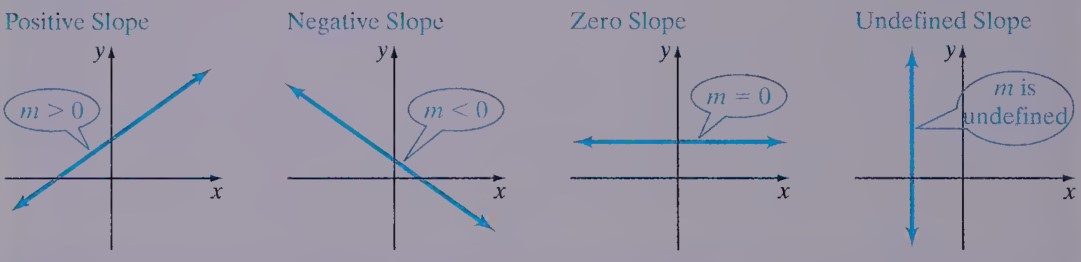 Positive Slope
y
m > 0
x
Negative Slope
y
m < 0
x
Zero Slope
y
m = 0
x
Undefined Slope
y
m is
undefined
x